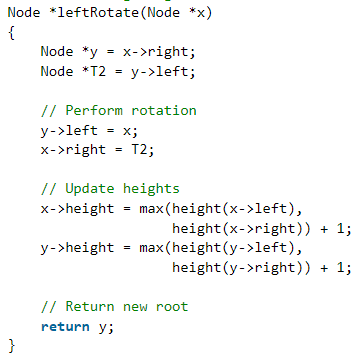 Node *leftRotate(Node *x)
{
    Node *y = x->right;
    Node *T2 = y->left;

    // Perform rotation
    y->left = x;
    x->right = T2;

    // Update heights
    x->height = max(height(x->left),
                    height(x->right)) + 1;
    y->height = max(height(y->left),
                    height(y->right)) + 1;

    // Return new root
    return y;
}